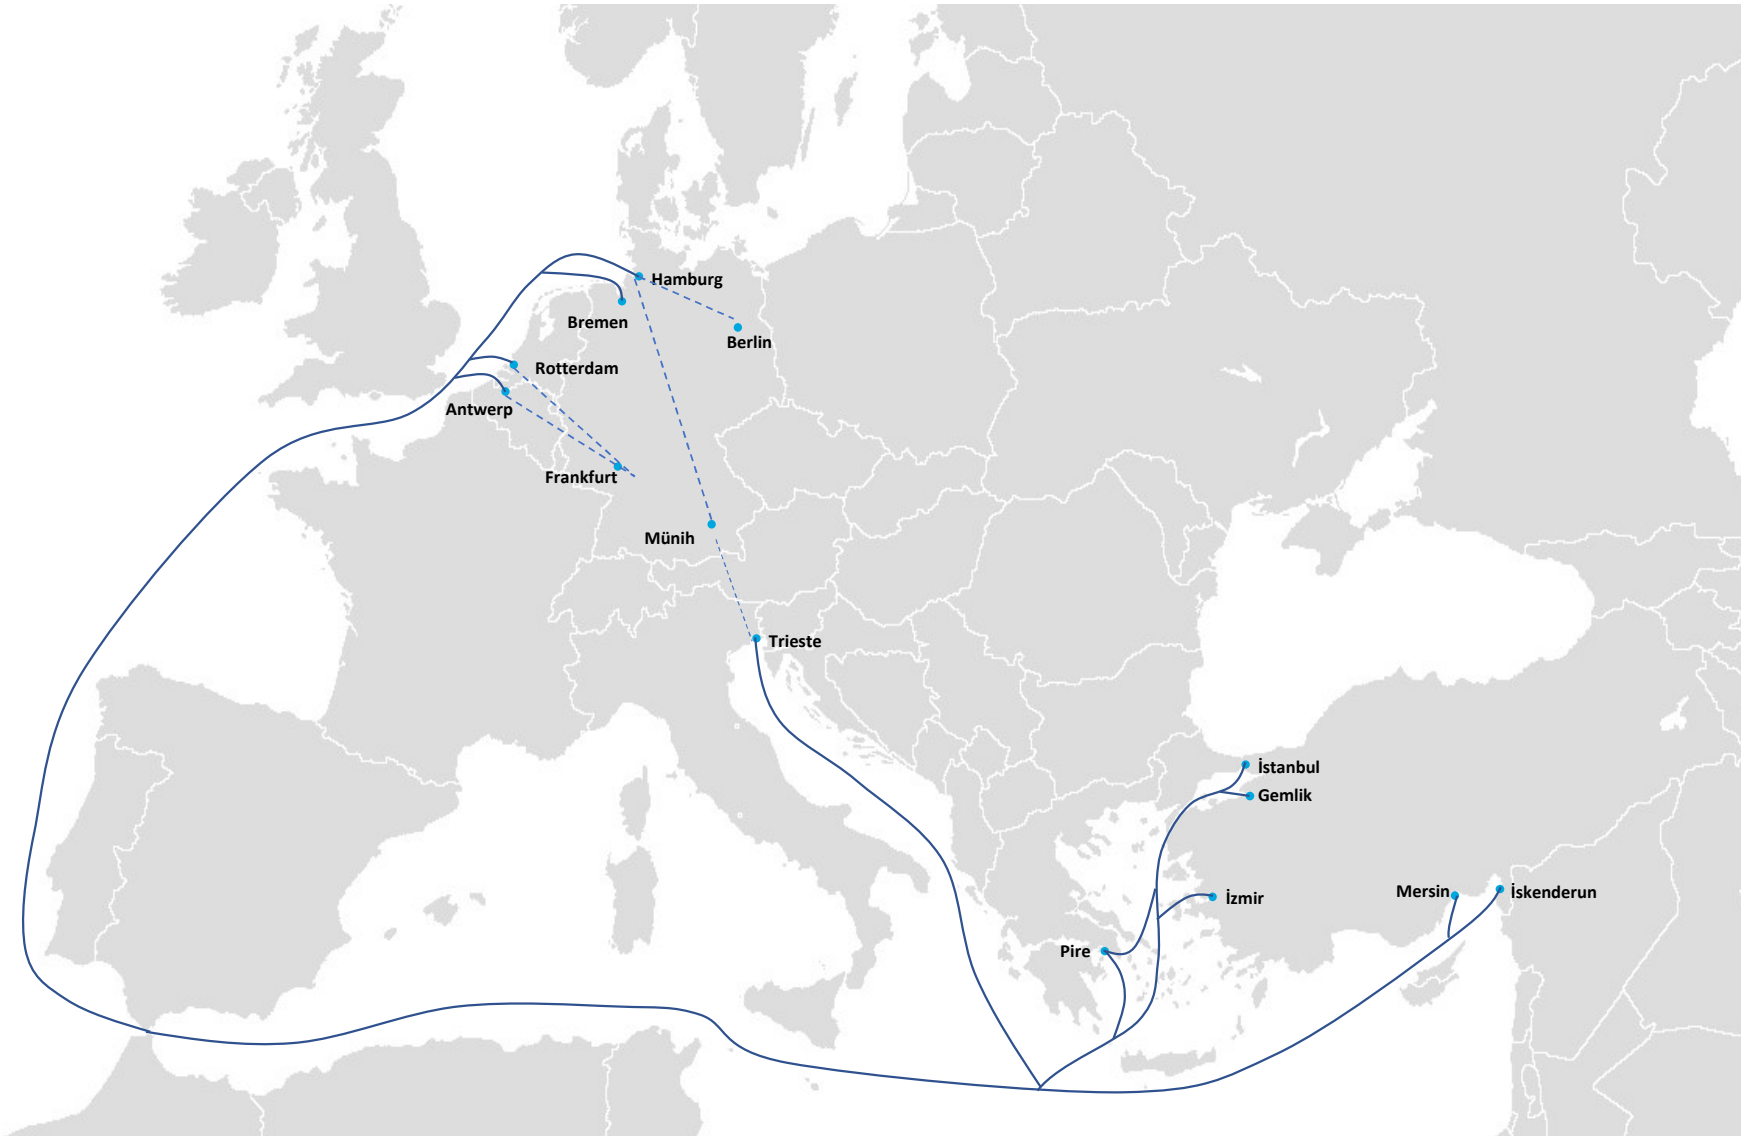 Hamburg
Bremen
Berlin
Rotterdam
Antwerp
Frankfurt
Münih
Trieste
İstanbul
Gemlik
Mersin
İskenderun
İzmir
Pire